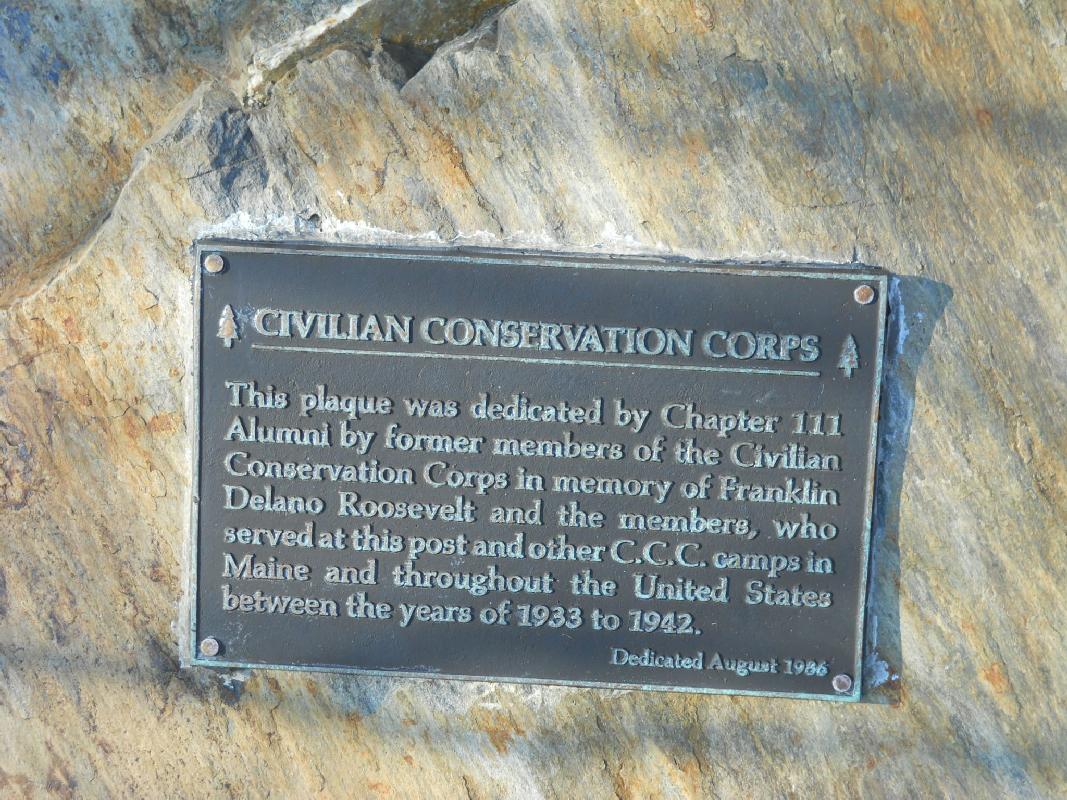 CIVILIAN CONSERVATION CORPS
This plaque was dedicated by Chapter 111
Alumni by former members of the Civilian
Conservation Corps in memory of Franklin
Delano Roosevelt and the members, who
served at this post and other C.C.C. camps in
Maine and throughout the United States
between the years of 1933 to 1942.
Dedicated August 1986